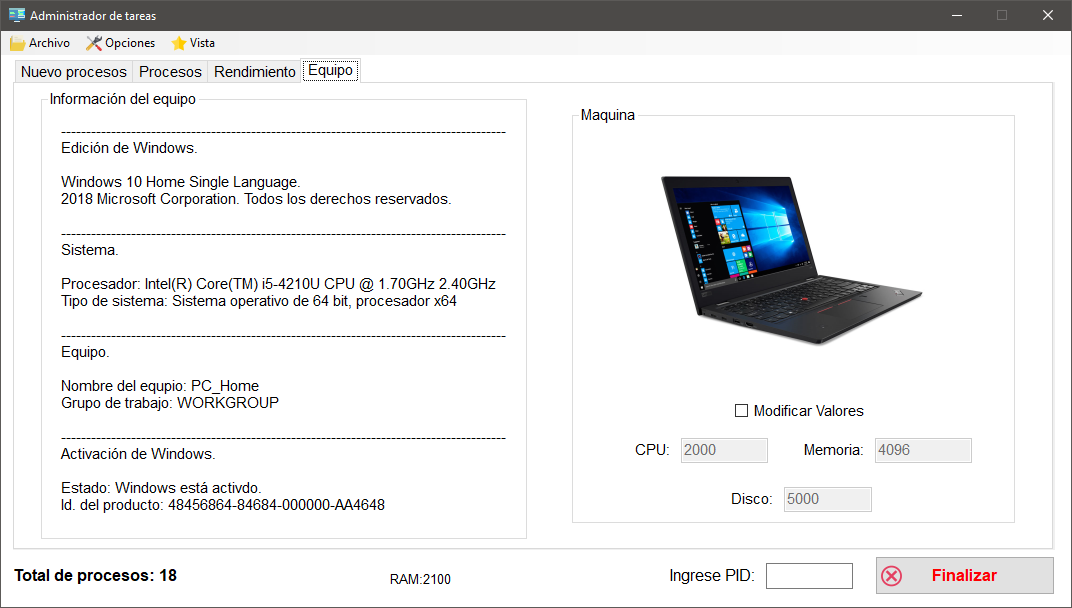 Administrador de tareas
Archivo Opciones Vista
Nuevo procesos Procesos Rendimiento Equipo
Información del equipo
--------------------------------------------------------------------------------------------
Edición de Windows.
Windows 10 Home Single Language.
2018 Microsoft Corporation. Todos los derechos reservados.
--------------------------------------------------------------------------------------------
Sistema.
Procesador: Intel(R) Core(TM) i5-4210U CPU @ 1.70GHz 2.40GHz
Tipo de sistema: Sistema operativo de 64 bit, procesador x64
--------------------------------------------------------------------------------------------
Equipo.
Nombre del equpio: PC_Home
Grupo de trabajo: WORKGROUP
--------------------------------------------------------------------------------------------
Activación de Windows.
Estado: Windows está activdo.
Id. del producto: 48456864-84684-000000-AA4648
Maquina
Modificar Valores
CPU: 2000 Memoria: 4096
Disco: 5000
Total de procesos: 18
RAM:2100
Ingrese PID:
Finalizar